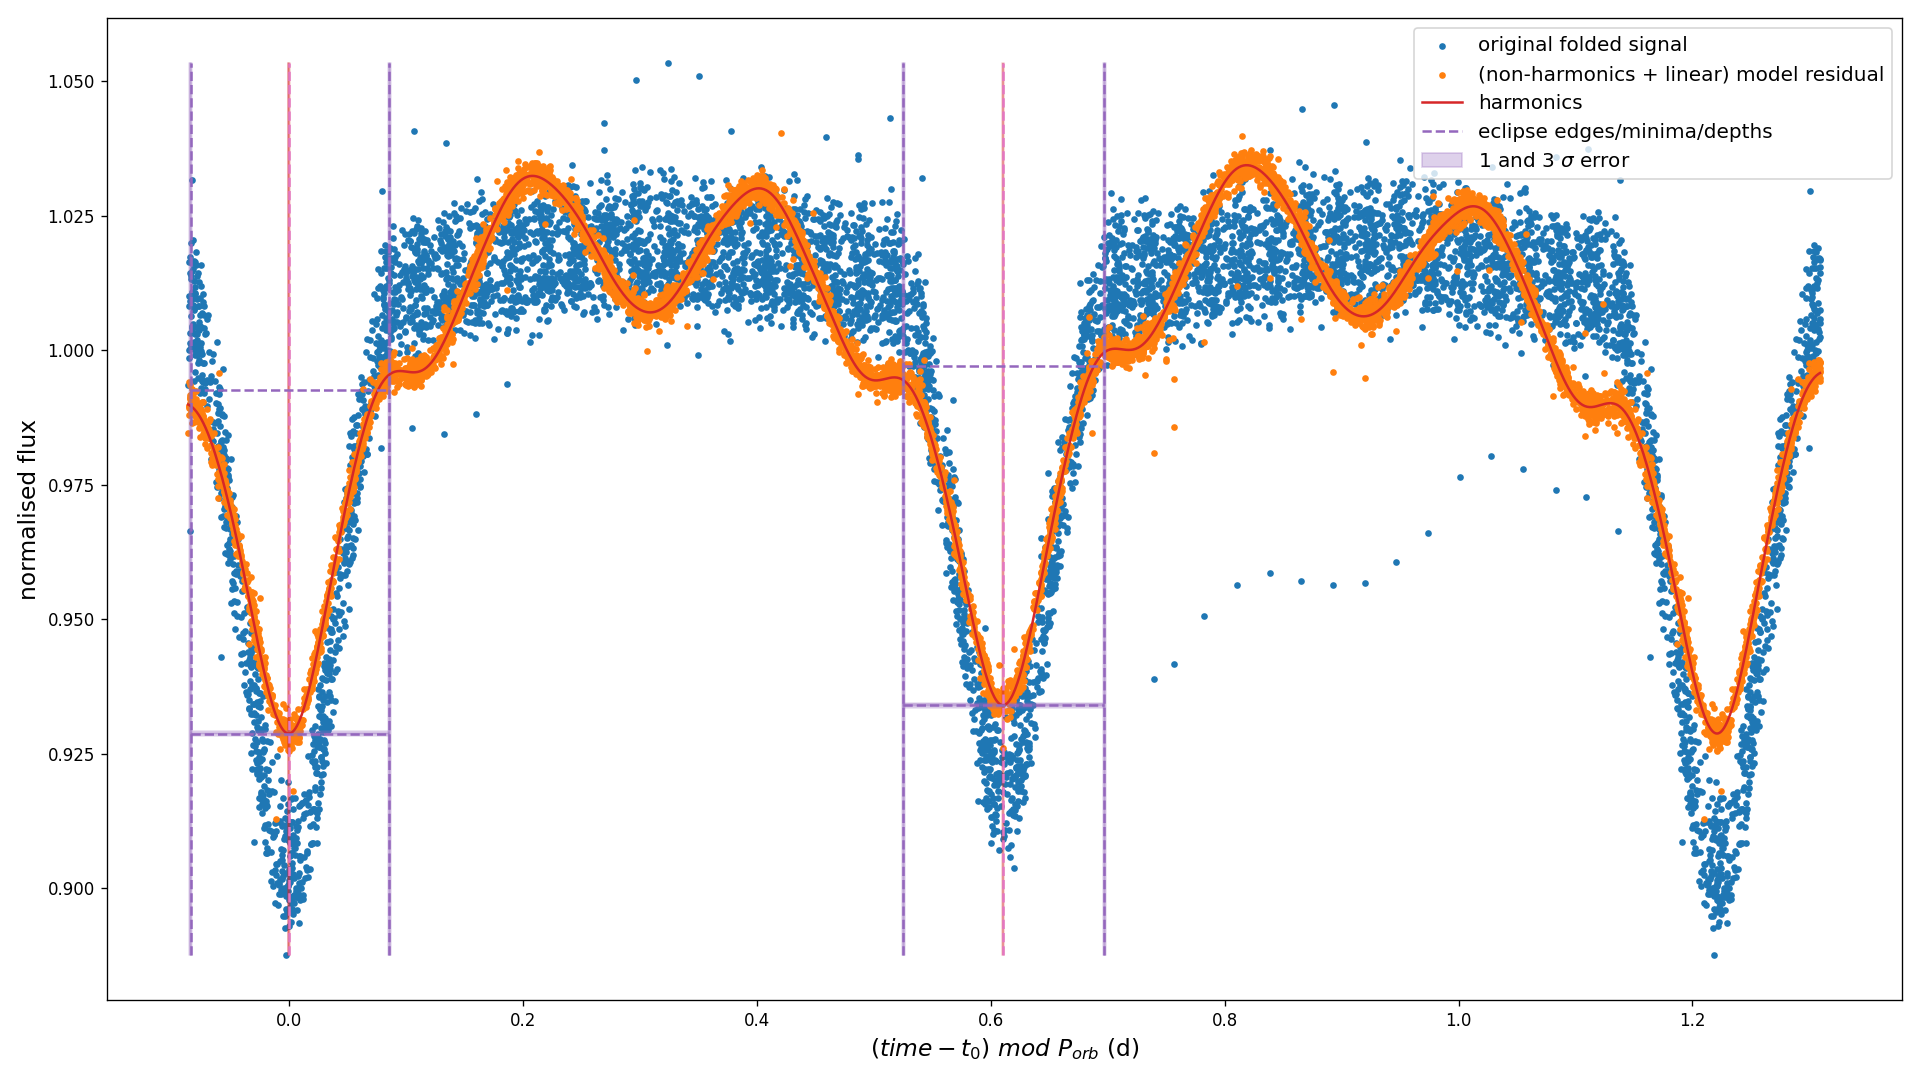 original folded signal
(non-harmonics + linear) model residual
harmonics
eclipse edges/minima/depths
1 and 3 σ error
normalised flux
1.050
1.025
1.000
0.975
0.950
0.925
0.900
0.0 0.2 0.4 0.6 0.8 1.0 1.2
(time − t₀) mod P_orb (d)